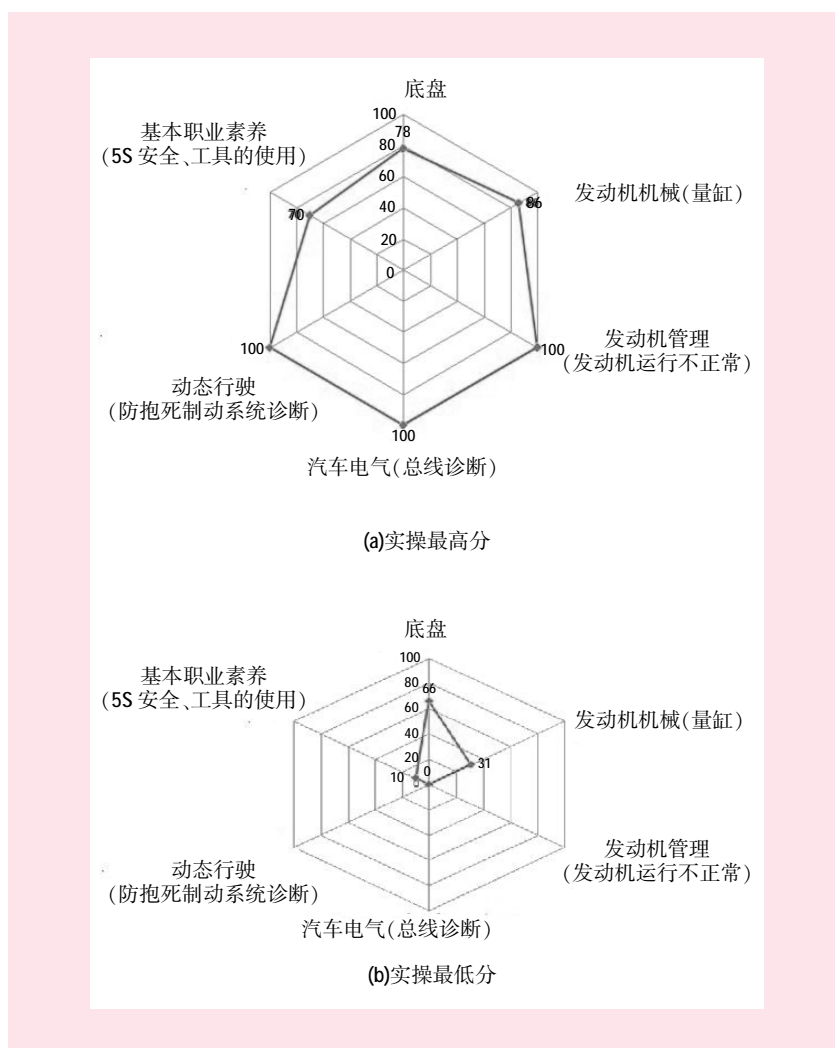 底盘
100
78
80
60
40
20
0
基本职业素养
(5S 安全、工具的使用)
70
发动机机械(量缸)
86
100
发动机管理
(发动机运行不正常)
100
动态行驶
(防抱死制动系统诊断)
100
汽车电气(总线诊断)
(a)实操最高分
底盘
100
80
66
60
40
20
0
基本职业素养
(5S 安全、工具的使用)
发动机机械(量缸)
31
10
0
发动机管理
(发动机运行不正常)
动态行驶
(防抱死制动系统诊断)
汽车电气(总线诊断)
(b)实操最低分